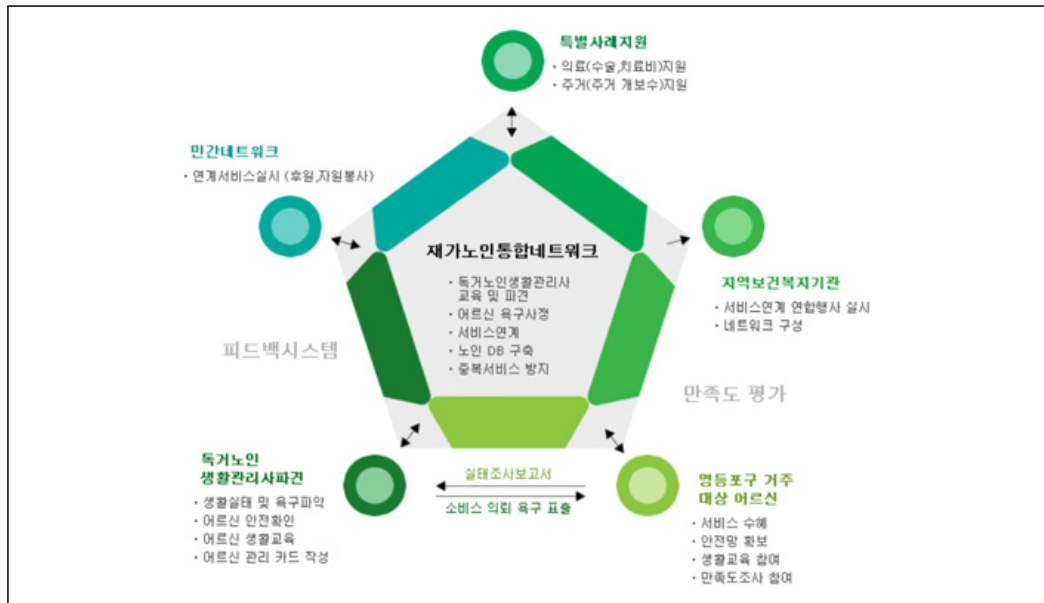 특별사례지원
· 의료(수술,치료비)지원
· 주거(주거 개보수)지원
민간네트워크
· 연계서비스실시 (후원,자원봉사)
재가노인통합네트워크
· 독거노인생활관리사
교육 및 파견
· 어르신 욕구사정
· 서비스연계
· 노인 DB 구축
· 중복서비스 방지
지역보건복지기관
· 서비스연계 연합행사 실시
· 네트워크 구성
피드백시스템
만족도 평가
독거노인
생활관리사파견
· 생활실태 및 욕구파악
· 어르신 안전확인
· 어르신 생활교육
· 어르신 관리 카드 작성
실태조사보고서
소비스 의뢰 욕구 표출
영등포구 거주
대상 어르신
· 서비스 수혜
· 안전망 확보
· 생활교육 참여
· 만족도조사 참여